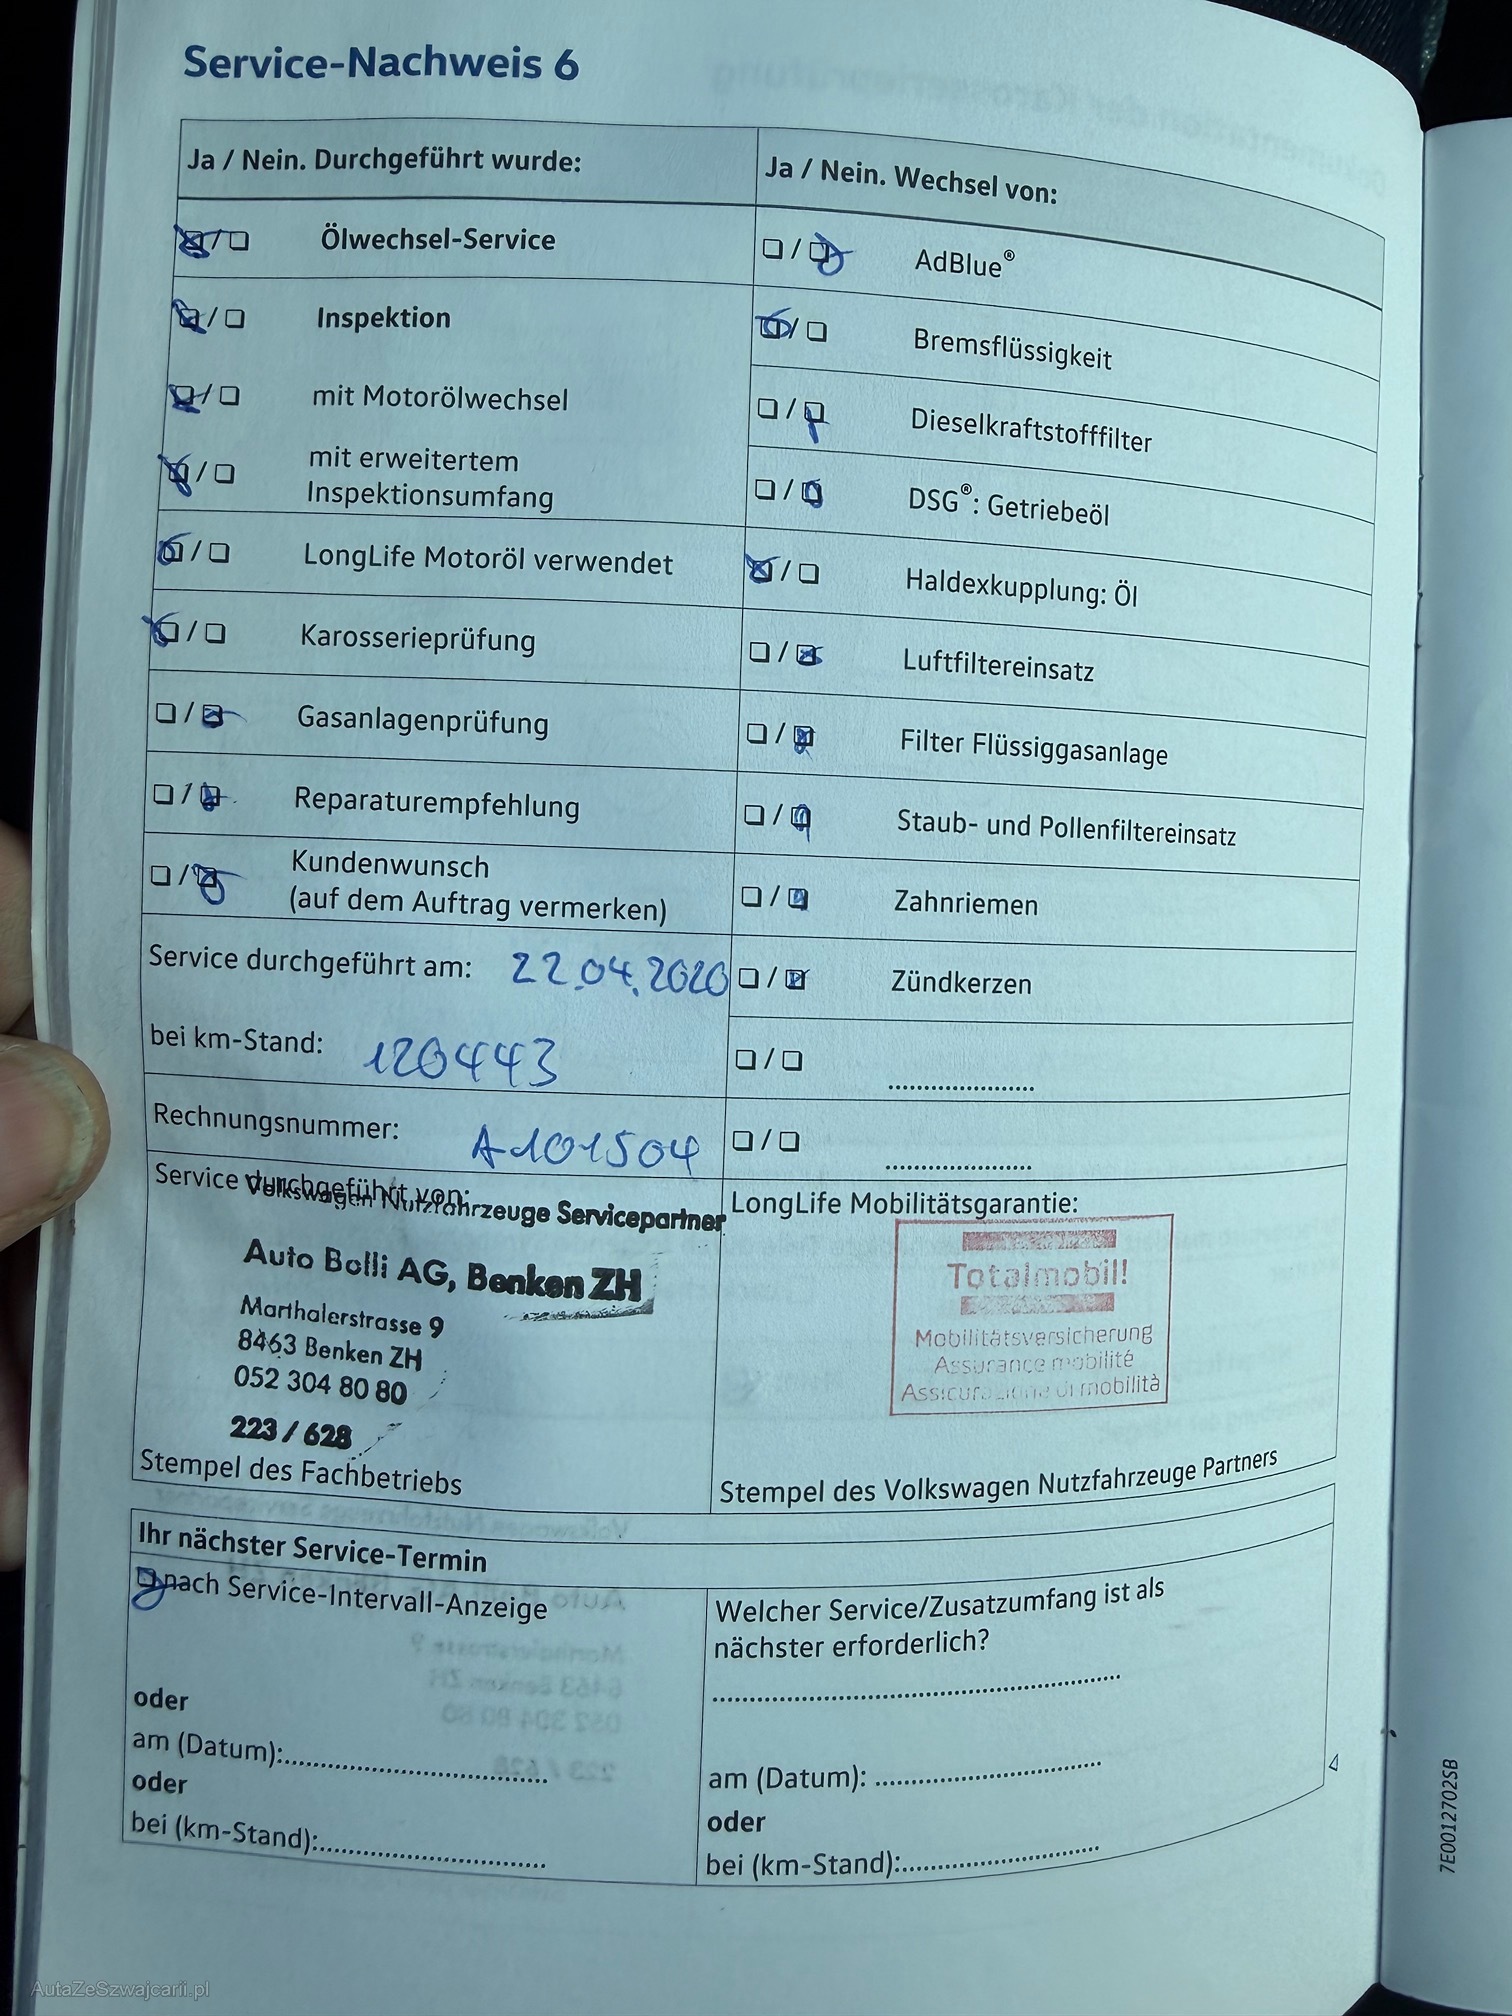 Service-Nachweis 6
Ja / Nein. Durchgeführt wurde:
☒ / ☐ Ölwechsel-Service
☒ / ☐ Inspektion
☒ / ☐ mit Motorölwechsel
☒ / ☐ mit erweitertem
Inspektionsumfang
☒ / ☐ LongLife Motoröl verwendet
☒ / ☐ Karosserieprüfung
☐ / ☒ Gasanlagenprüfung
☐ / ☒ Reparaturempfehlung
☐ / ☒ Kundenwunsch
(auf dem Auftrag vermerken)
Service durchgeführt am: 22.04.2020
bei km-Stand: 120443
Rechnungsnummer: A101504
Ja / Nein. Wechsel von:
☐ / ☒ AdBlue®
☒ / ☐ Bremsflüssigkeit
☐ / ☒ Dieselkraftstofffilter
☐ / ☒ DSG®: Getriebeöl
☒ / ☐ Haldexkupplung: Öl
☐ / ☒ Luftfiltereinsatz
☐ / ☒ Filter Flüssiggasanlage
☐ / ☒ Staub- und Pollenfiltereinsatz
☐ / ☒ Zahnriemen
☐ / ☒ Zündkerzen
☐ / ☐ ....................
☐ / ☐ ....................
Service durchgeführt von:
Volkswagen Nutzfahrzeuge Servicepartner
Auto Bolli AG, Benken ZH
Marthalerstrasse 9
8463 Benken ZH
052 304 80 80
223 / 628
Stempel des Fachbetriebs
LongLife Mobilitätsgarantie:
Totalmobil!
Mobilitätsversicherung
Assurance mobilité
Assicurazione di mobilità
Stempel des Volkswagen Nutzfahrzeuge Partners
Ihr nächster Service-Termin
☒ nach Service-Intervall-Anzeige
oder
am (Datum):....................
oder
bei (km-Stand):....................
Welcher Service/Zusatzumfang ist als
nächster erforderlich?
....................
am (Datum): ....................
oder
bei (km-Stand):....................
7E0012702SB
AutaZeSzwajcarii.pl